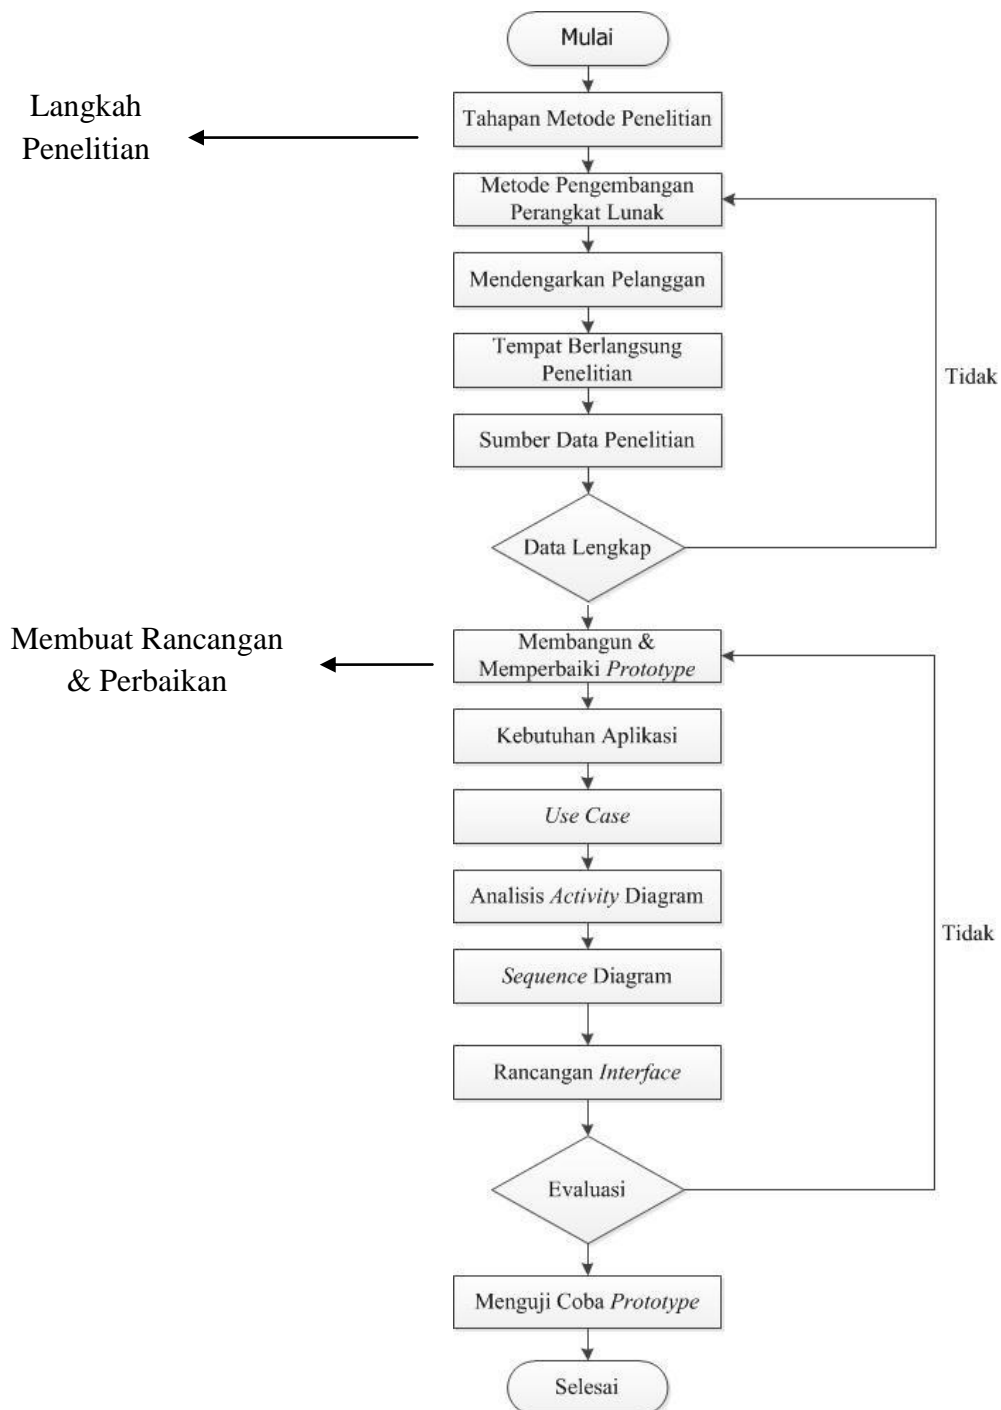 Mulai
Langkah
Penelitian
Tahapan Metode Penelitian
Metode Pengembangan
Perangkat Lunak
Mendengarkan Pelanggan
Tempat Berlangsung
Penelitian
Tidak
Sumber Data Penelitian
Data Lengkap
Membuat Rancangan
& Perbaikan
Membangun &
Memperbaiki Prototype
Kebutuhan Aplikasi
Use Case
Analisis Activity Diagram
Tidak
Sequence Diagram
Rancangan Interface
Evaluasi
Menguji Coba Prototype
Selesai